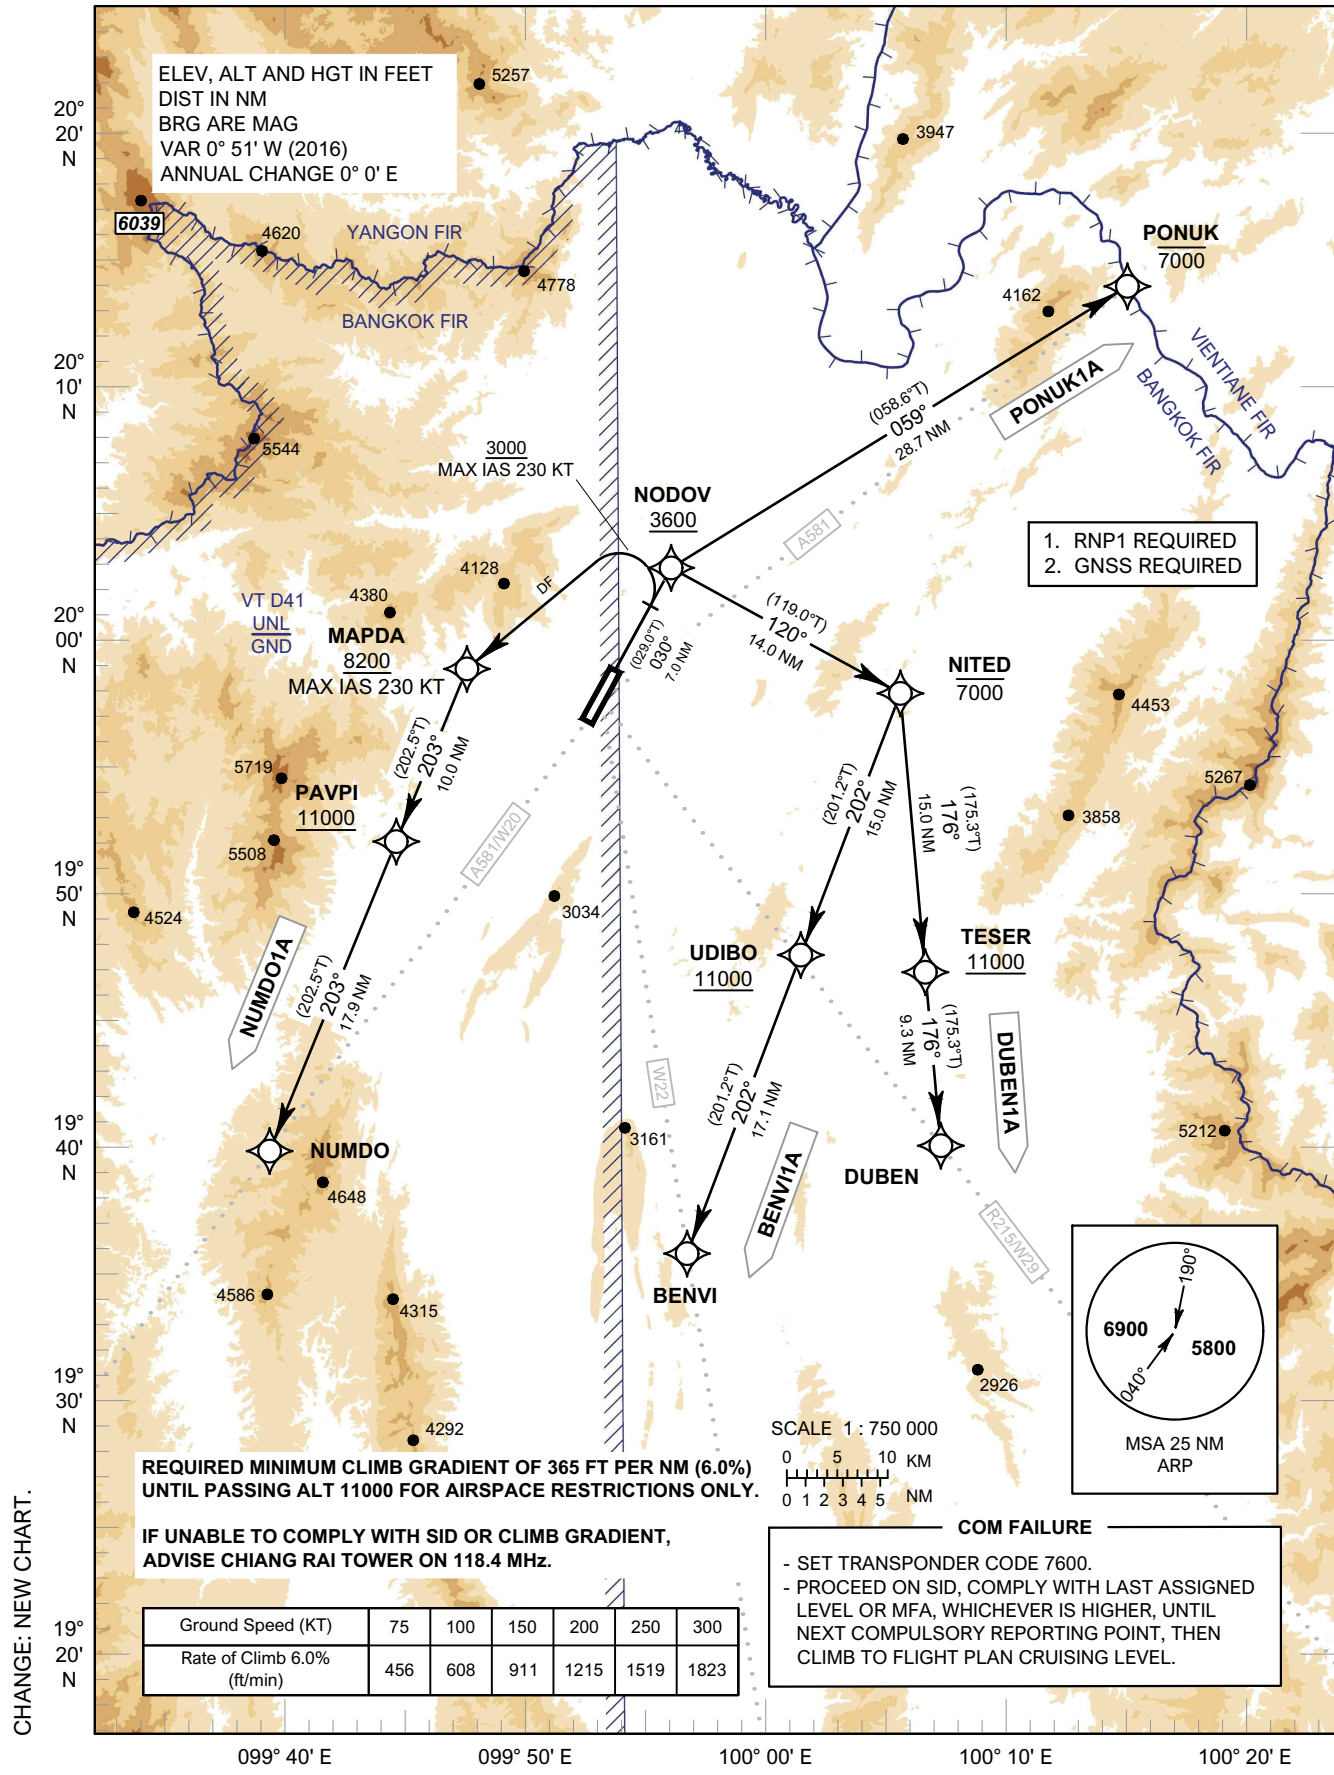 ELEV, ALT AND HGT IN FEET
DIST IN NM
BRG ARE MAG
VAR 0° 51' W (2016)
ANNUAL CHANGE 0° 0' E
5257
3947
20°
20'
N
6039
4620
YANGON FIR
4778
BANGKOK FIR
PONUK
7000
4162
VIENTIANE FIR
BANGKOK FIR
PONUK1A
20°
10'
N
(058.6°T)
059°
28.7 NM
5544
3000
MAX IAS 230 KT
NODOV
3600
A581
1. RNP1 REQUIRED
2. GNSS REQUIRED
4128
DF
4380
VT D41
UNL
GND
20°
00'
N
MAPDA
8200
MAX IAS 230 KT
(029.0°T)
030°
7.0 NM
(119.0°T)
120°
14.0 NM
NITED
7000
4453
(202.5°T)
203°
10.0 NM
5719
PAVPI
11000
5508
A581/W20
(201.2°T)
202°
15.0 NM
(175.3°T)
176°
15.0 NM
5267
3858
19°
50'
N
4524
3034
NUMDO1A
(202.5°T)
203°
17.9 NM
UDIBO
11000
TESER
11000
(175.3°T)
176°
9.3 NM
DUBEN1A
W22
(201.2°T)
202°
17.1 NM
BENVI1A
19°
40'
N
NUMDO
4648
3161
DUBEN
5212
R215/W29
BENVI
4586
4315
190°
6900
5800
040°
MSA 25 NM
ARP
19°
30'
N
2926
4292
SCALE 1 : 750 000
0 5 10 KM
0 1 2 3 4 5 NM
REQUIRED MINIMUM CLIMB GRADIENT OF 365 FT PER NM (6.0%)
UNTIL PASSING ALT 11000 FOR AIRSPACE RESTRICTIONS ONLY.
IF UNABLE TO COMPLY WITH SID OR CLIMB GRADIENT,
ADVISE CHIANG RAI TOWER ON 118.4 MHz.
COM FAILURE
- SET TRANSPONDER CODE 7600.
- PROCEED ON SID, COMPLY WITH LAST ASSIGNED
LEVEL OR MFA, WHICHEVER IS HIGHER, UNTIL
NEXT COMPULSORY REPORTING POINT, THEN
CLIMB TO FLIGHT PLAN CRUISING LEVEL.
Ground Speed (KT) 75 100 150 200 250 300
Rate of Climb 6.0%
(ft/min) 456 608 911 1215 1519 1823
19°
20'
N
CHANGE: NEW CHART.
099° 40' E 099° 50' E 100° 00' E 100° 10' E 100° 20' E